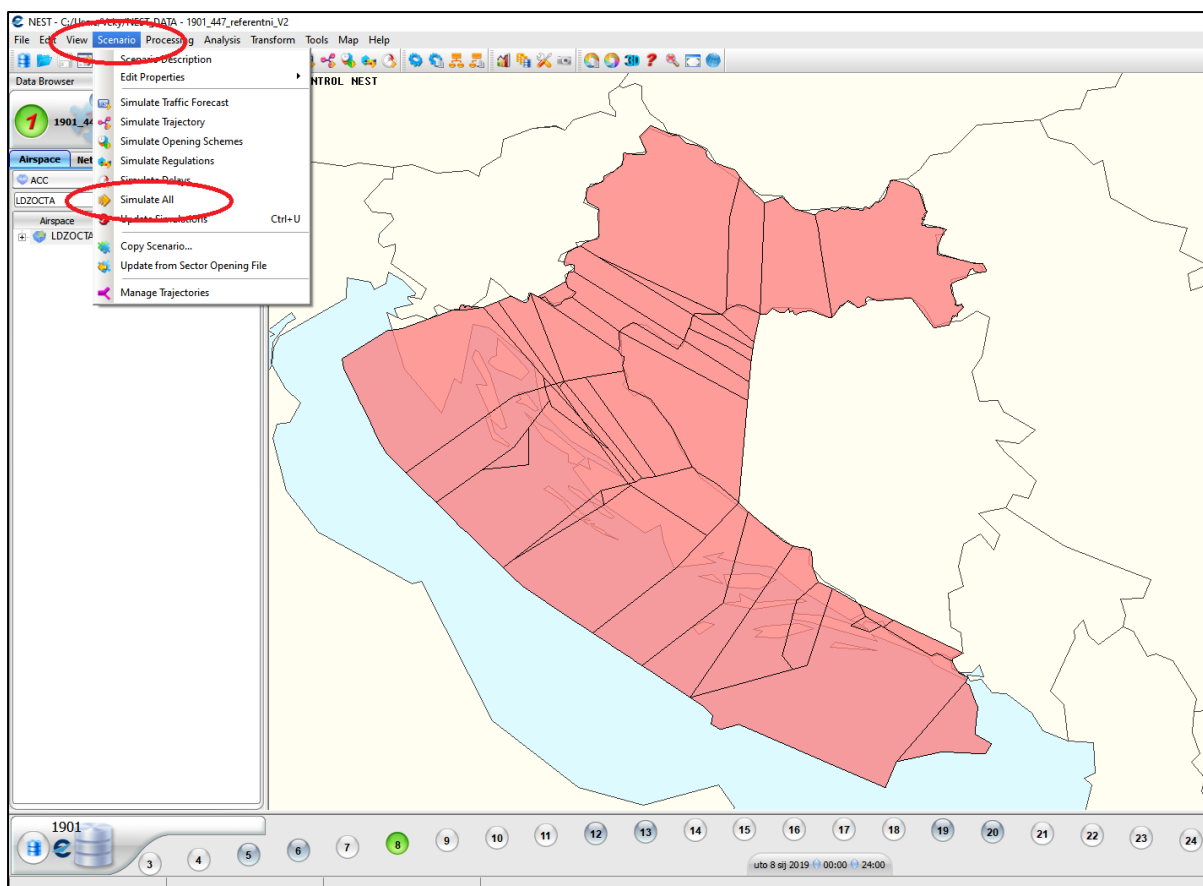 NEST - C:/Users/Veky/NEST_DATA - 1901_447_referentni_V2
File Edit View Scenario Processing Analysis Transform Tools Map Help
Data Browser
NTROL NEST
Scenario Description
Edit Properties
1
1901_44
Simulate Traffic Forecast
Simulate Trajectory
Simulate Opening Schemes
Airspace Net
Simulate Regulations
ACC
Simulate Delays
LDZOCTA
Simulate All
Airspace
Update Simulations Ctrl+U
LDZOCTA
Copy Scenario...
Update from Sector Opening File
Manage Trajectories
1901
3 4 5 6 7 8 9 10 11 12 13 14 15 16 17 18 19 20 21 22 23 24
uto 8 sij 2019 00:00 24:00